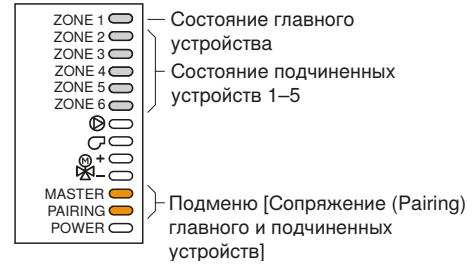 ZONE 1
ZONE 2
ZONE 3
ZONE 4
ZONE 5
ZONE 6
M +
–
MASTER
PAIRING
POWER
Состояние главного
устройства
Состояние подчиненных
устройств 1–5
Подменю [Сопряжение (Pairing)
главного и подчиненных
устройств]